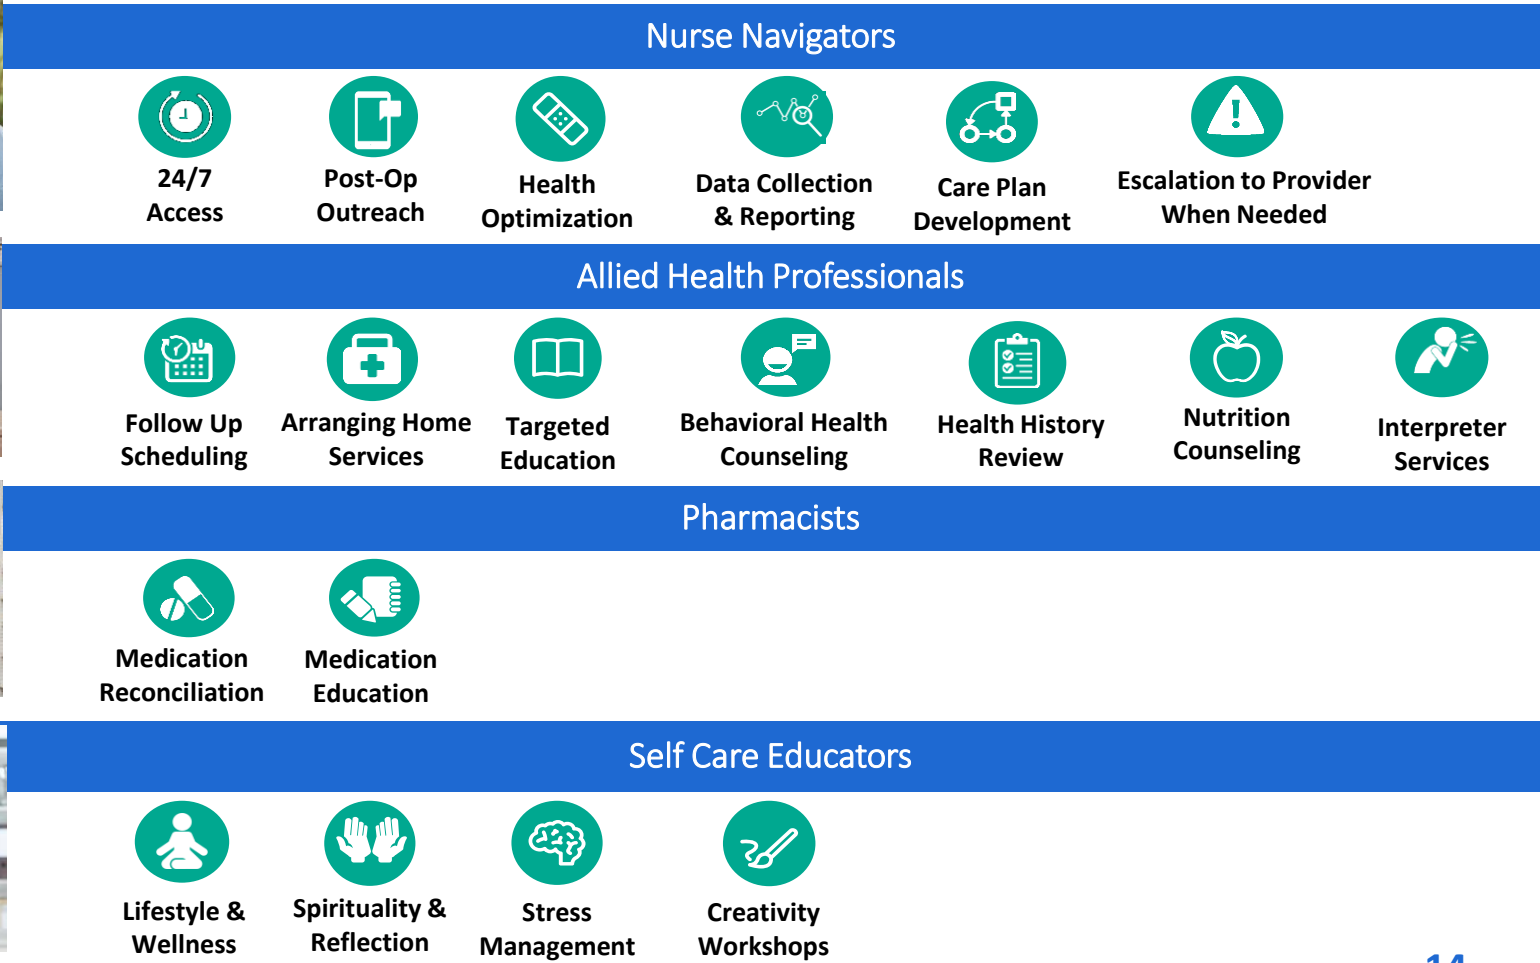 Nurse Navigators
24/7
Access
Post-Op
Outreach
Health
Optimization
Data Collection
& Reporting
Care Plan
Development
Escalation to Provider
When Needed
Allied Health Professionals
Follow Up
Scheduling
Arranging Home
Services
Targeted
Education
Behavioral Health
Counseling
Health History
Review
Nutrition
Counseling
Interpreter
Services
Pharmacists
Medication
Reconciliation
Medication
Education
Self Care Educators
Lifestyle &
Wellness
Spirituality &
Reflection
Stress
Management
Creativity
Workshops
14